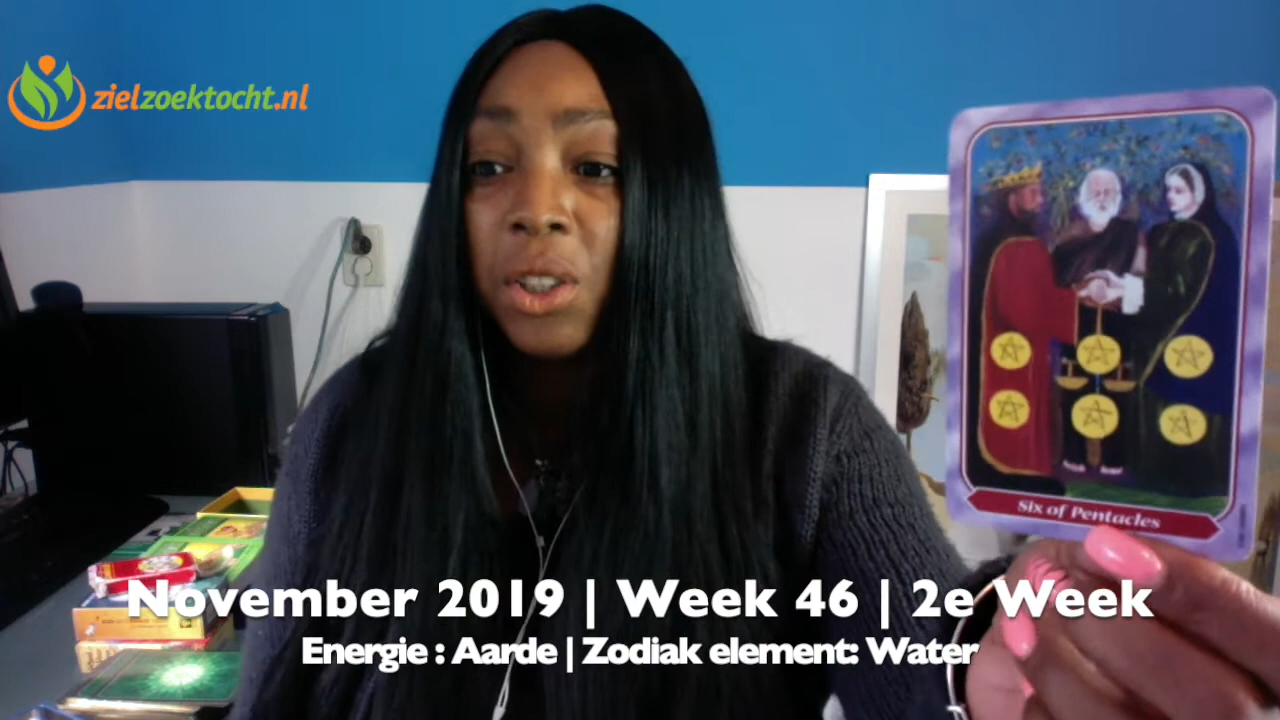 zielzoektocht.nl
Six of Pentacles
November 2019 | Week 46 | 2e Week
Energie : Aarde | Zodiak element: Water